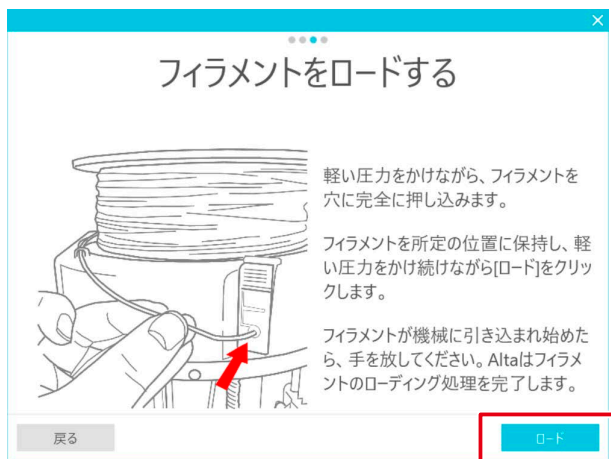 フィラメントをロードする
軽い圧力をかけながら、フィラメントを
穴に完全に押し込みます。
フィラメントを所定の位置に保持し、軽
い圧力をかけ続けながら[ロード]をクリッ
クします。
フィラメントが機械に引き込まれ始めた
ら、手を放してください。Altaはフィラメ
ントのローディング処理を完了します。
戻る
ロード